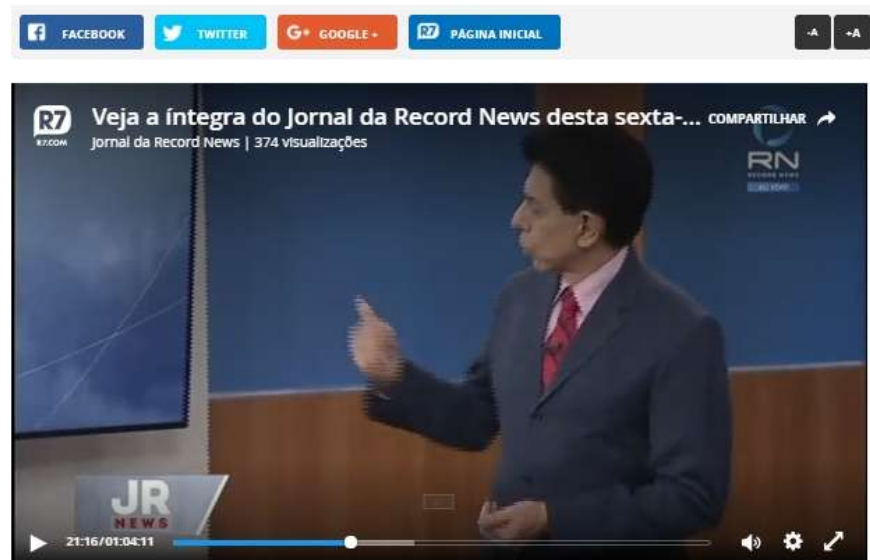 FACEBOOK
TWITTER
G+ GOOGLE +
R7 PÁGINA INICIAL
-A
+A
R7
R7.COM
Veja a íntegra do Jornal da Record News desta sexta-...
COMPARTILHAR
Jornal da Record News | 374 visualizações
RN
RECORD NEWS
AO VIVO
JR
NEWS
21:16/01:04:11